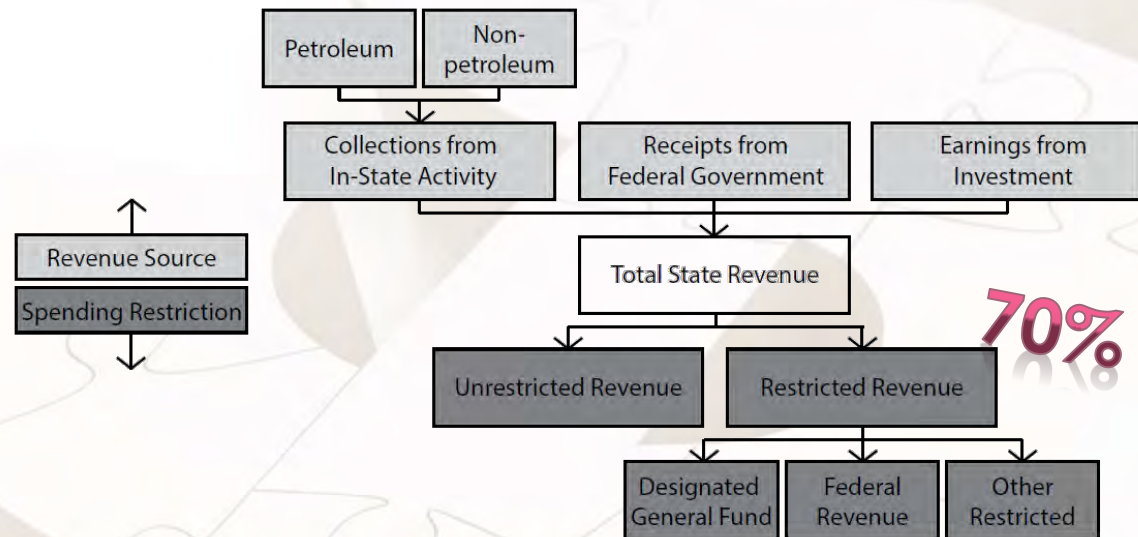 Petroleum
Non-
petroleum
Collections from
In-State Activity
Receipts from
Federal Government
Earnings from
Investment
Revenue Source
Spending Restriction
Total State Revenue
70%
Unrestricted Revenue
Restricted Revenue
Designated
General Fund
Federal
Revenue
Other
Restricted